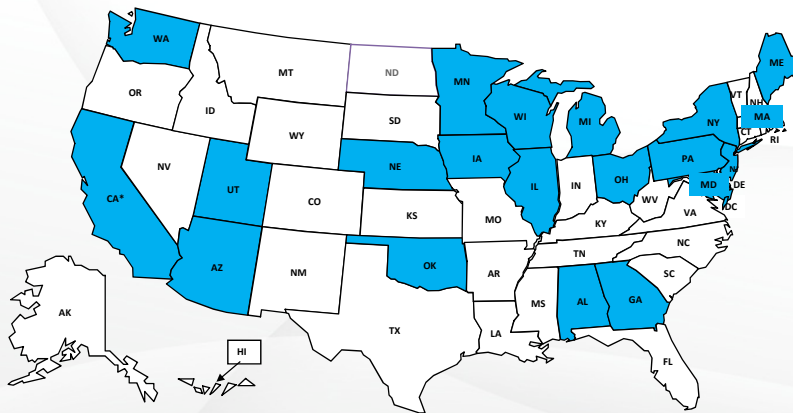 WA
ME
MT
ND
MN
VT
NH
OR
ID
SD
WI
MI
NY
MA
WY
CT
RI
IA
PA
NE
NV
OH
NJ
UT
IL
IN
MD
DE
CA*
CO
WV
DC
KS
MO
VA
KY
NC
TN
AZ
OK
NM
AR
SC
MS
AL
GA
AK
TX
LA
HI
FL